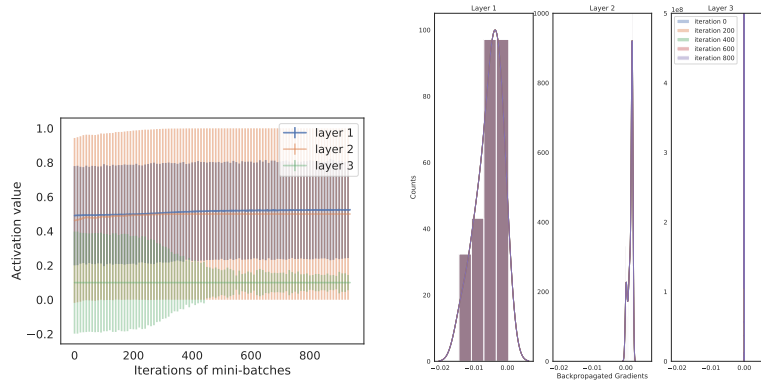 1.0
0.8
0.6
0.4
0.2
0.0
−0.2
Activation value
0 200 400 600 800
Iterations of mini-batches
layer 1
layer 2
layer 3
Layer 1
100
80
60
40
20
0
Counts
−0.02 −0.01 0.00
Layer 2
1000
900
800
600
400
200
0
−0.02 −0.01 0.00
Backpropagated Gradients
Layer 3
1e8
5
4
3
2
1
0
iteration 0
iteration 200
iteration 400
iteration 600
iteration 800
−0.02 −0.01 0.00